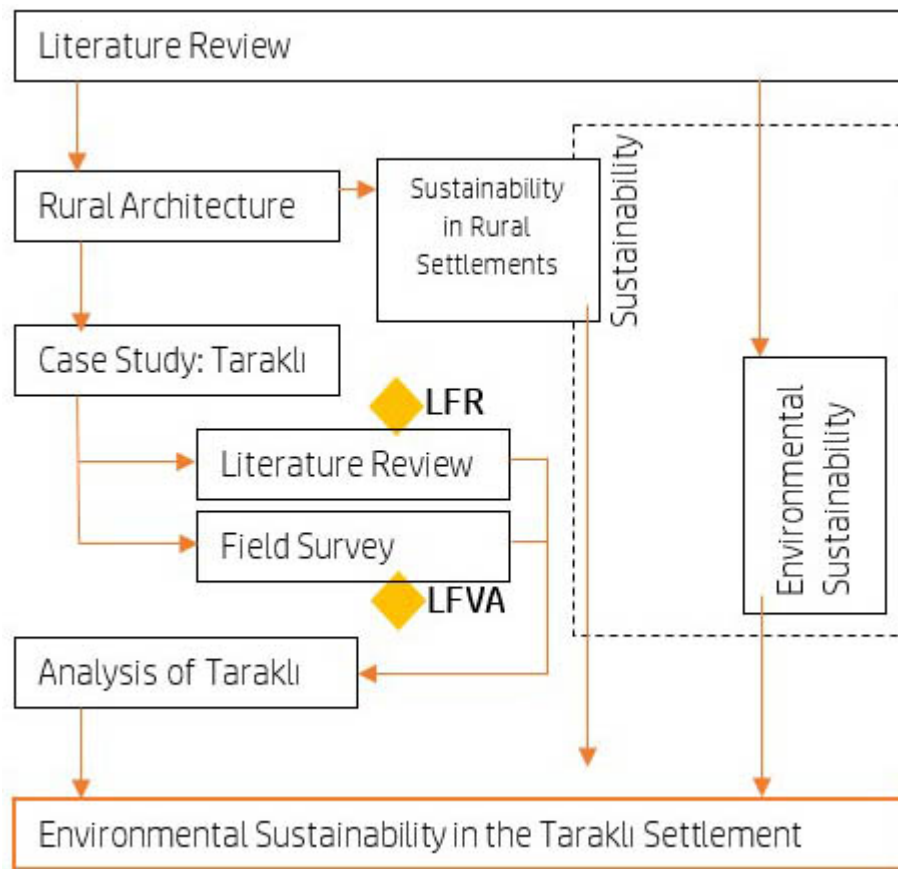 Literature Review
Rural Architecture
Sustainability
in Rural
Settlements
Sustainability
Case Study: Taraklı
LFR
Literature Review
Field Survey
LFVA
Environmental
Sustainability
Analysis of Taraklı
Environmental Sustainability in the Taraklı Settlement